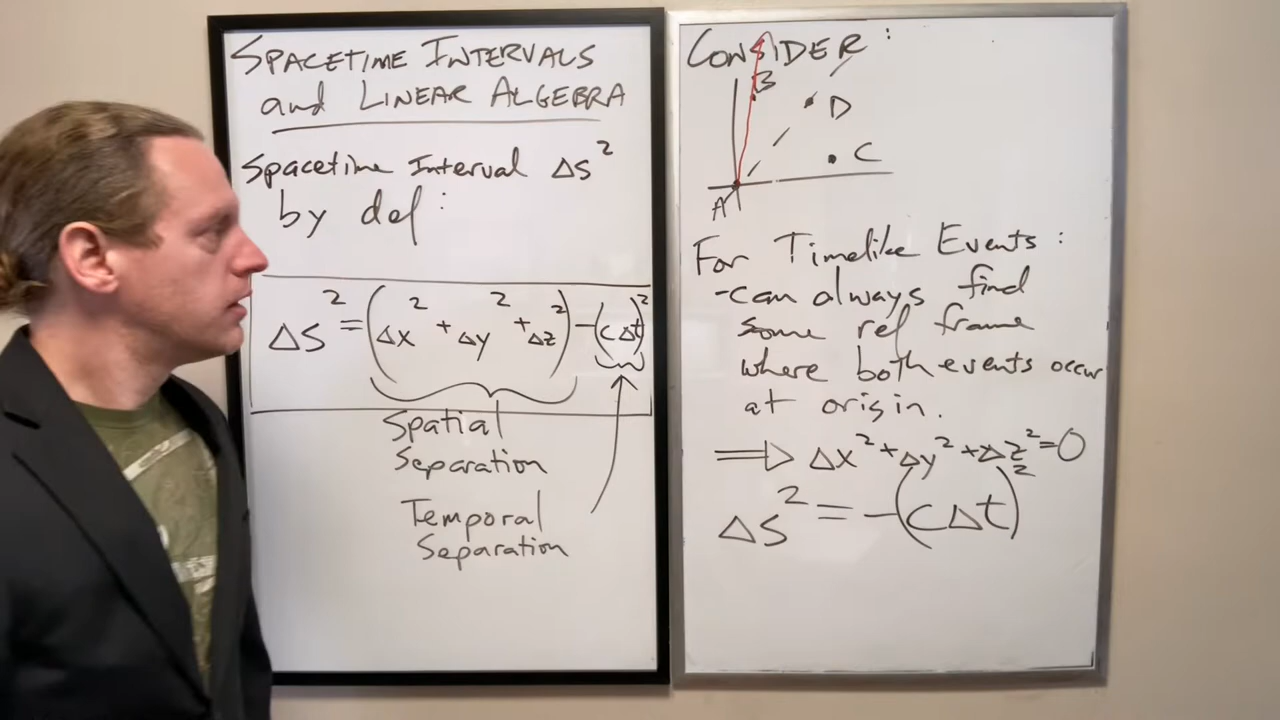 SPACETIME INTERVALS
and LINEAR ALGEBRA
Spacetime Interval Δs²
by def:
Δs² = (Δx² + Δy² + Δz²) - (cΔt)²
Spatial
Separation
Temporal
Separation
CONSIDER:
B
D
C
A
For Timelike Events:
-can always find
some ref frame
where both events occur
at origin.
⟹ Δx² + Δy² + Δz² = 0
Δs² = -(cΔt)²